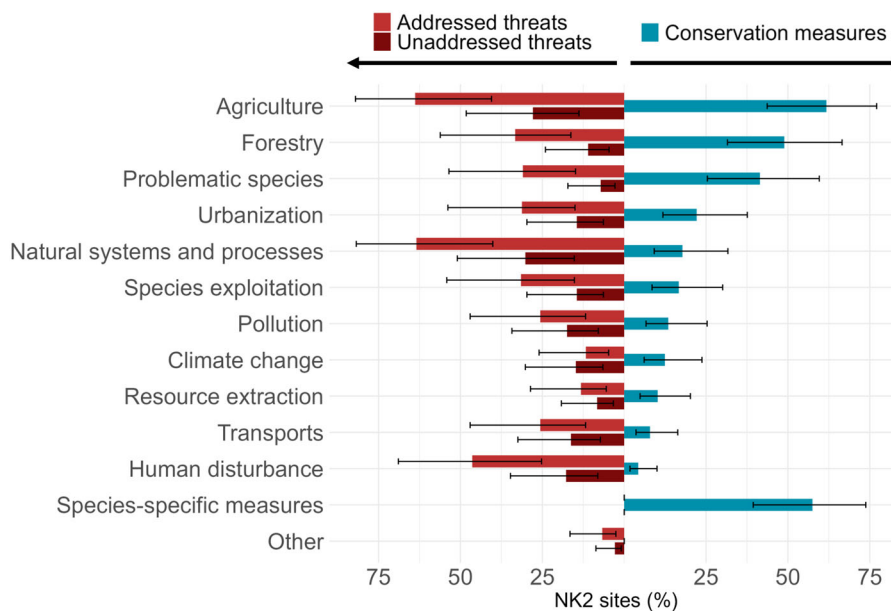 Addressed threats
Unaddressed threats
Conservation measures
Agriculture
Forestry
Problematic species
Urbanization
Natural systems and processes
Species exploitation
Pollution
Climate change
Resource extraction
Transports
Human disturbance
Species-specific measures
Other
75 50 25 25 50 75
NK2 sites (%)